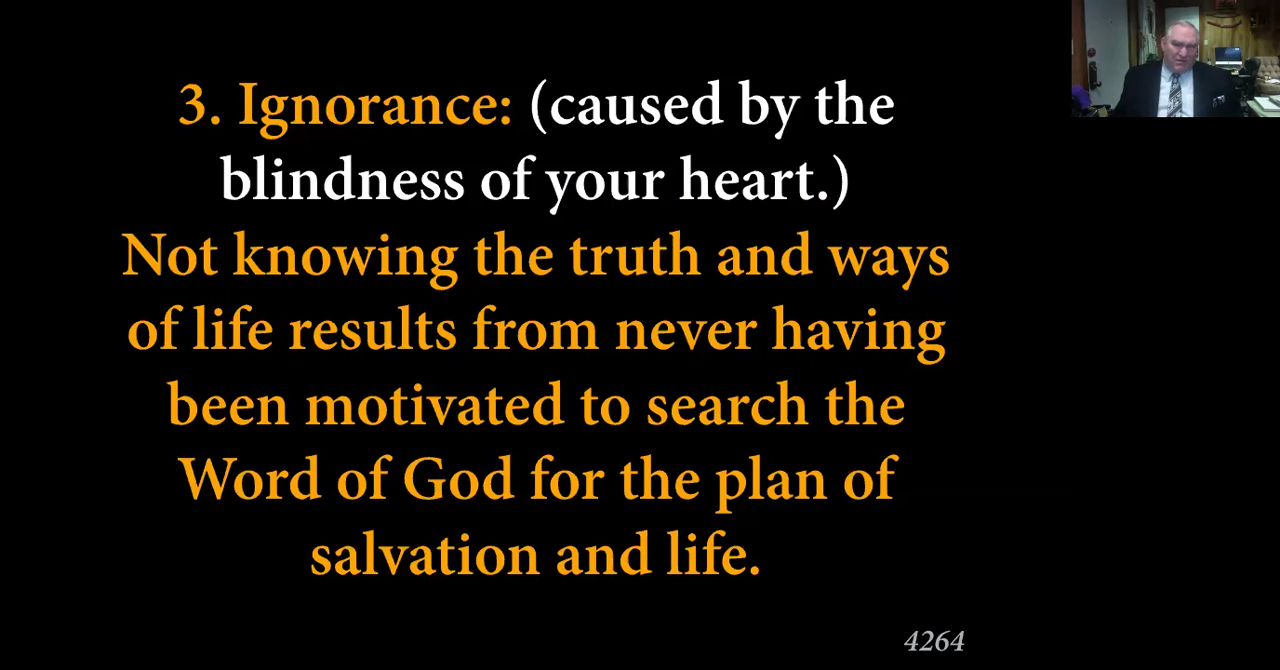 3. Ignorance: (caused by the
blindness of your heart.)
Not knowing the truth and ways
of life results from never having
been motivated to search the
Word of God for the plan of
salvation and life.
4264